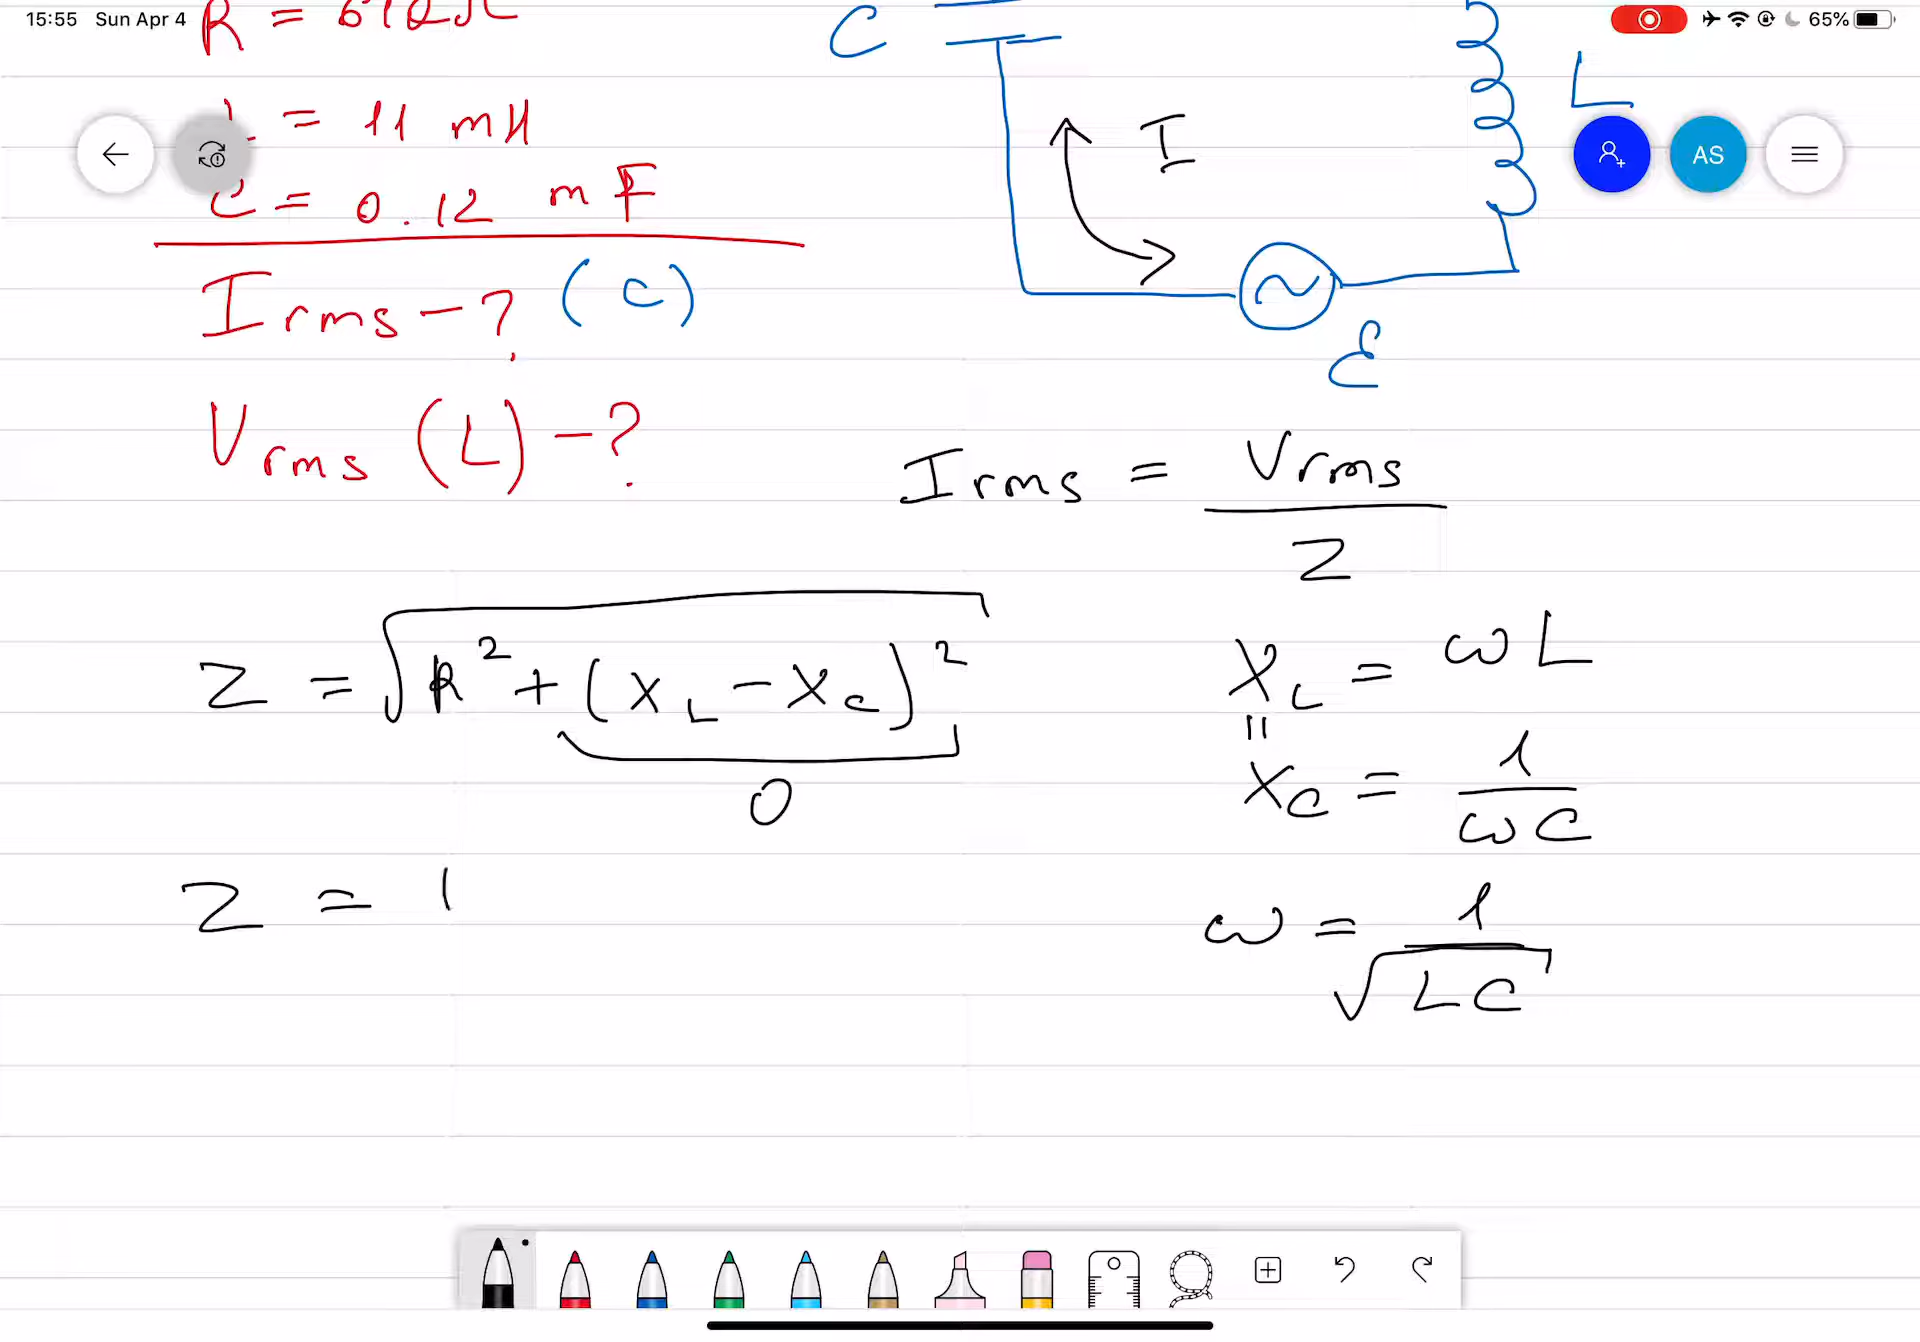 15:55 Sun Apr 4
65%
R =
C
L = 11 mH
L
I
AS
C = 0.12 mF
Irms - ? (C)
ε
Vrms (L) - ?
Irms = Vrms / Z
Z = √R² + (XL - XC)²
0
XL = ωL
=
XC = 1 / ωC
Z =
ω = 1 / √LC